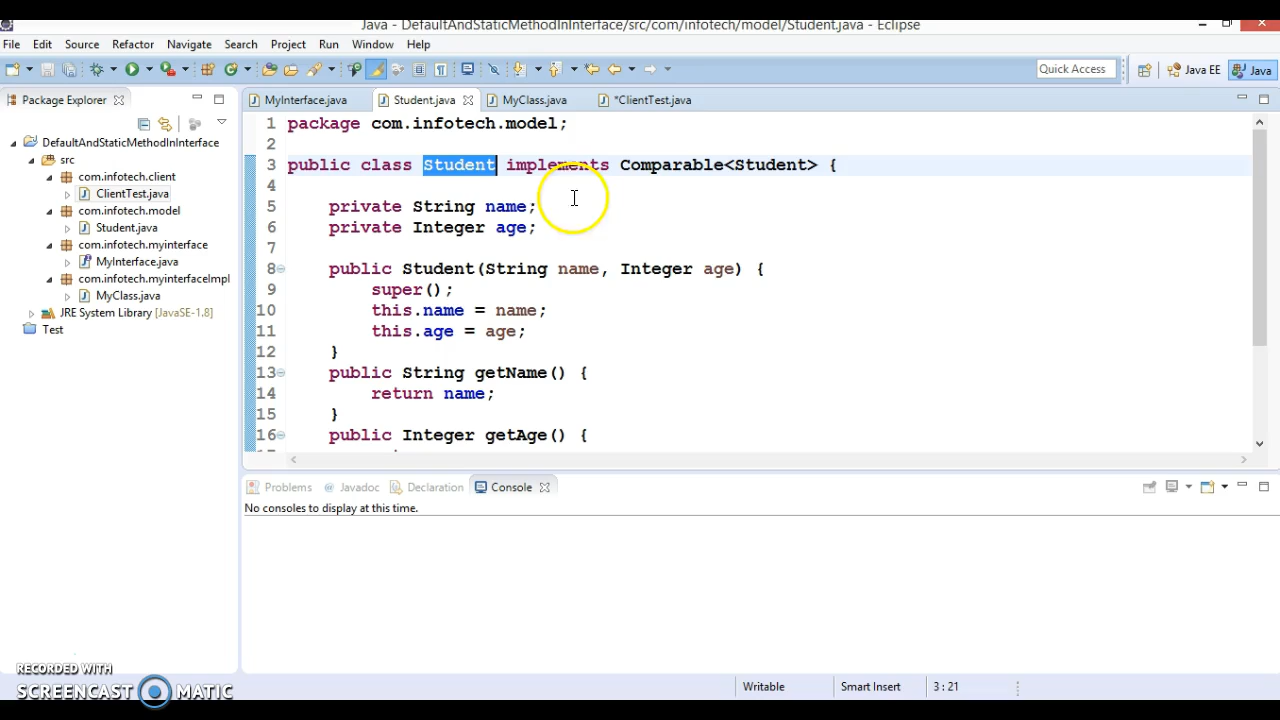 Java - DefaultAndStaticMethodInInterface/src/com/infotech/model/Student.java - Eclipse
File Edit Source Refactor Navigate Search Project Run Window Help
Quick Access Java EE Java
Package Explorer
MyInterface.java Student.java MyClass.java *ClientTest.java
DefaultAndStaticMethodInInterface
src
com.infotech.client
ClientTest.java
com.infotech.model
Student.java
com.infotech.myinterface
MyInterface.java
com.infotech.myinterfaceImpl
MyClass.java
JRE System Library [JavaSE-1.8]
Test
1 package com.infotech.model;
2
3 public class Student implements Comparable<Student> {
4
5 private String name;
6 private Integer age;
7
8 public Student(String name, Integer age) {
9 super();
10 this.name = name;
11 this.age = age;
12 }
13 public String getName() {
14 return name;
15 }
16 public Integer getAge() {
Problems Javadoc Declaration Console
No consoles to display at this time.
Writable Smart Insert 3 : 21
RECORDED WITH
SCREENCAST MATIC